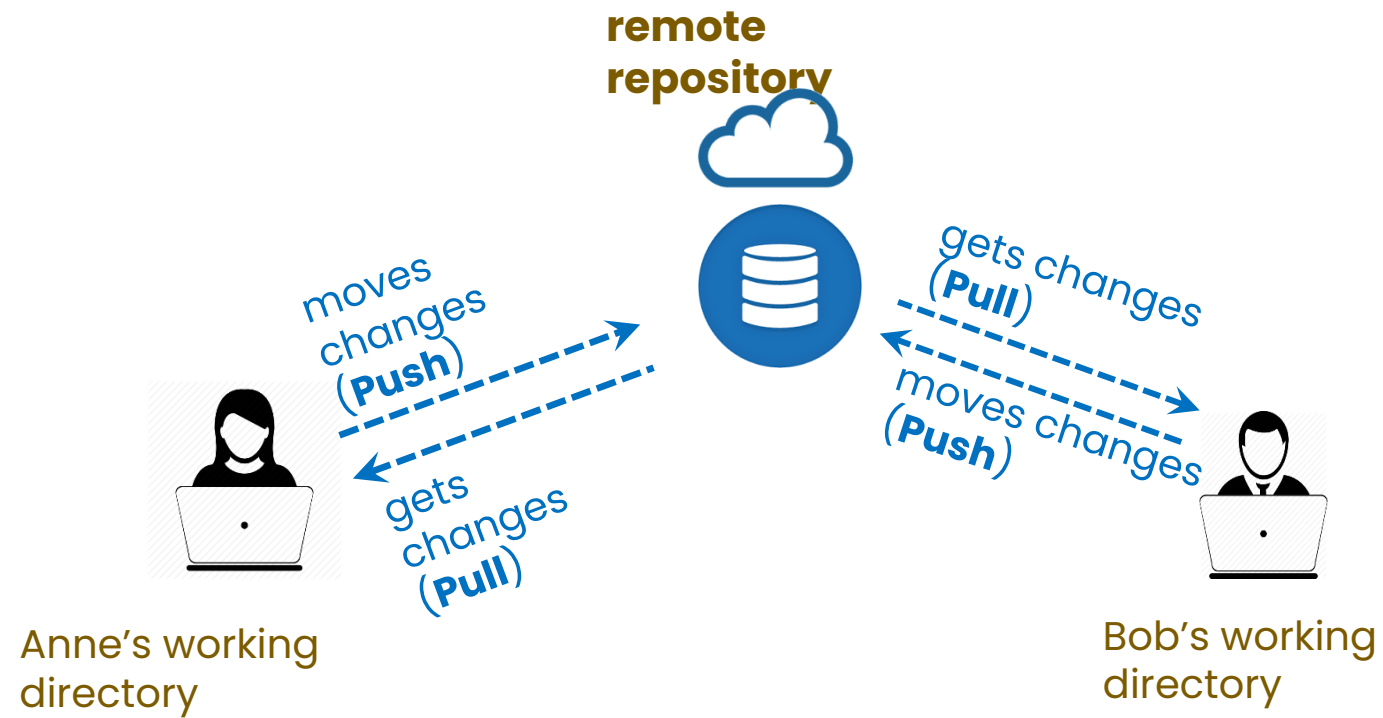 remote
repository
moves
changes
(Push)
gets
changes
(Pull)
gets changes
(Pull)
moves changes
(Push)
Anne’s working
directory
Bob’s working
directory